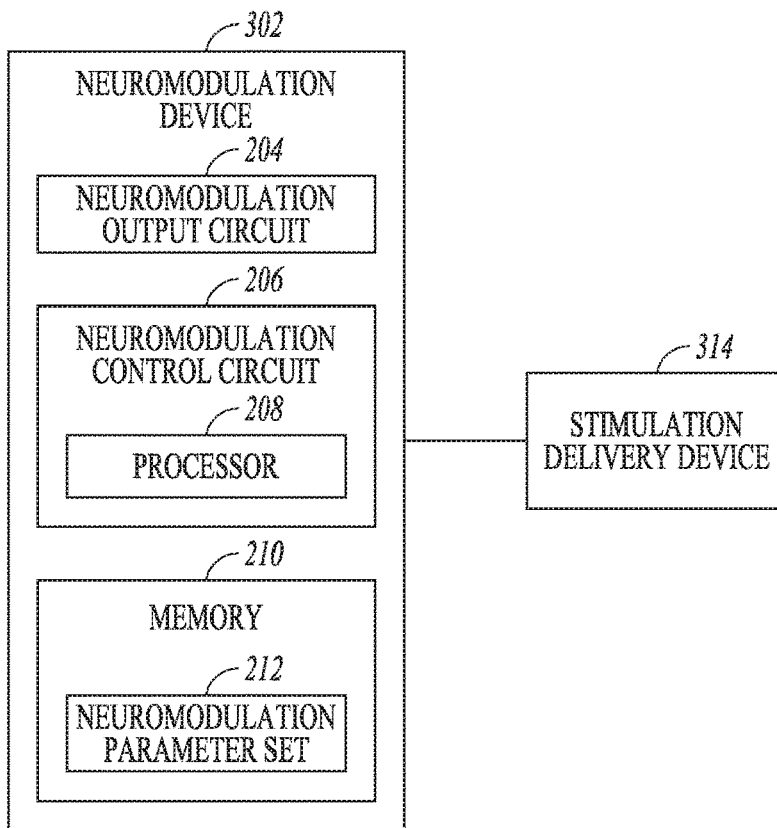 302
NEUROMODULATION
DEVICE
204
NEUROMODULATION
OUTPUT CIRCUIT
206
NEUROMODULATION
CONTROL CIRCUIT
208
PROCESSOR
210
MEMORY
212
NEUROMODULATION
PARAMETER SET
314
STIMULATION
DELIVERY DEVICE